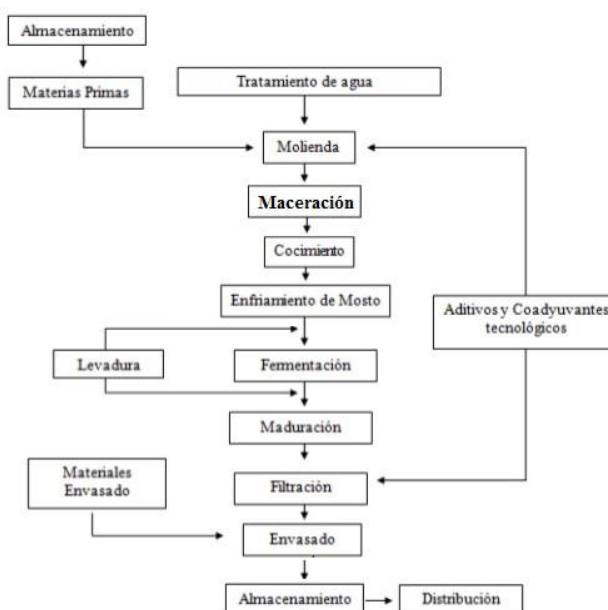 Almacenamiento
Materias Primas
Tratamiento de agua
Molienda
Maceración
Cocimiento
Enfriamiento de Mosto
Aditivos y Coadyuvantes
tecnológicos
Levadura
Fermentación
Maduración
Materiales
Envasado
Filtración
Envasado
Almacenamiento
Distribución